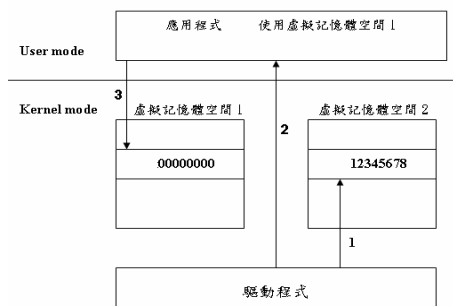 應用程式 使用虛擬記憶體空間 1
User mode
3
2
Kernel mode
虛擬記憶體空間 1
虛擬記憶體空間 2
00000000
12345678
1
驅動程式